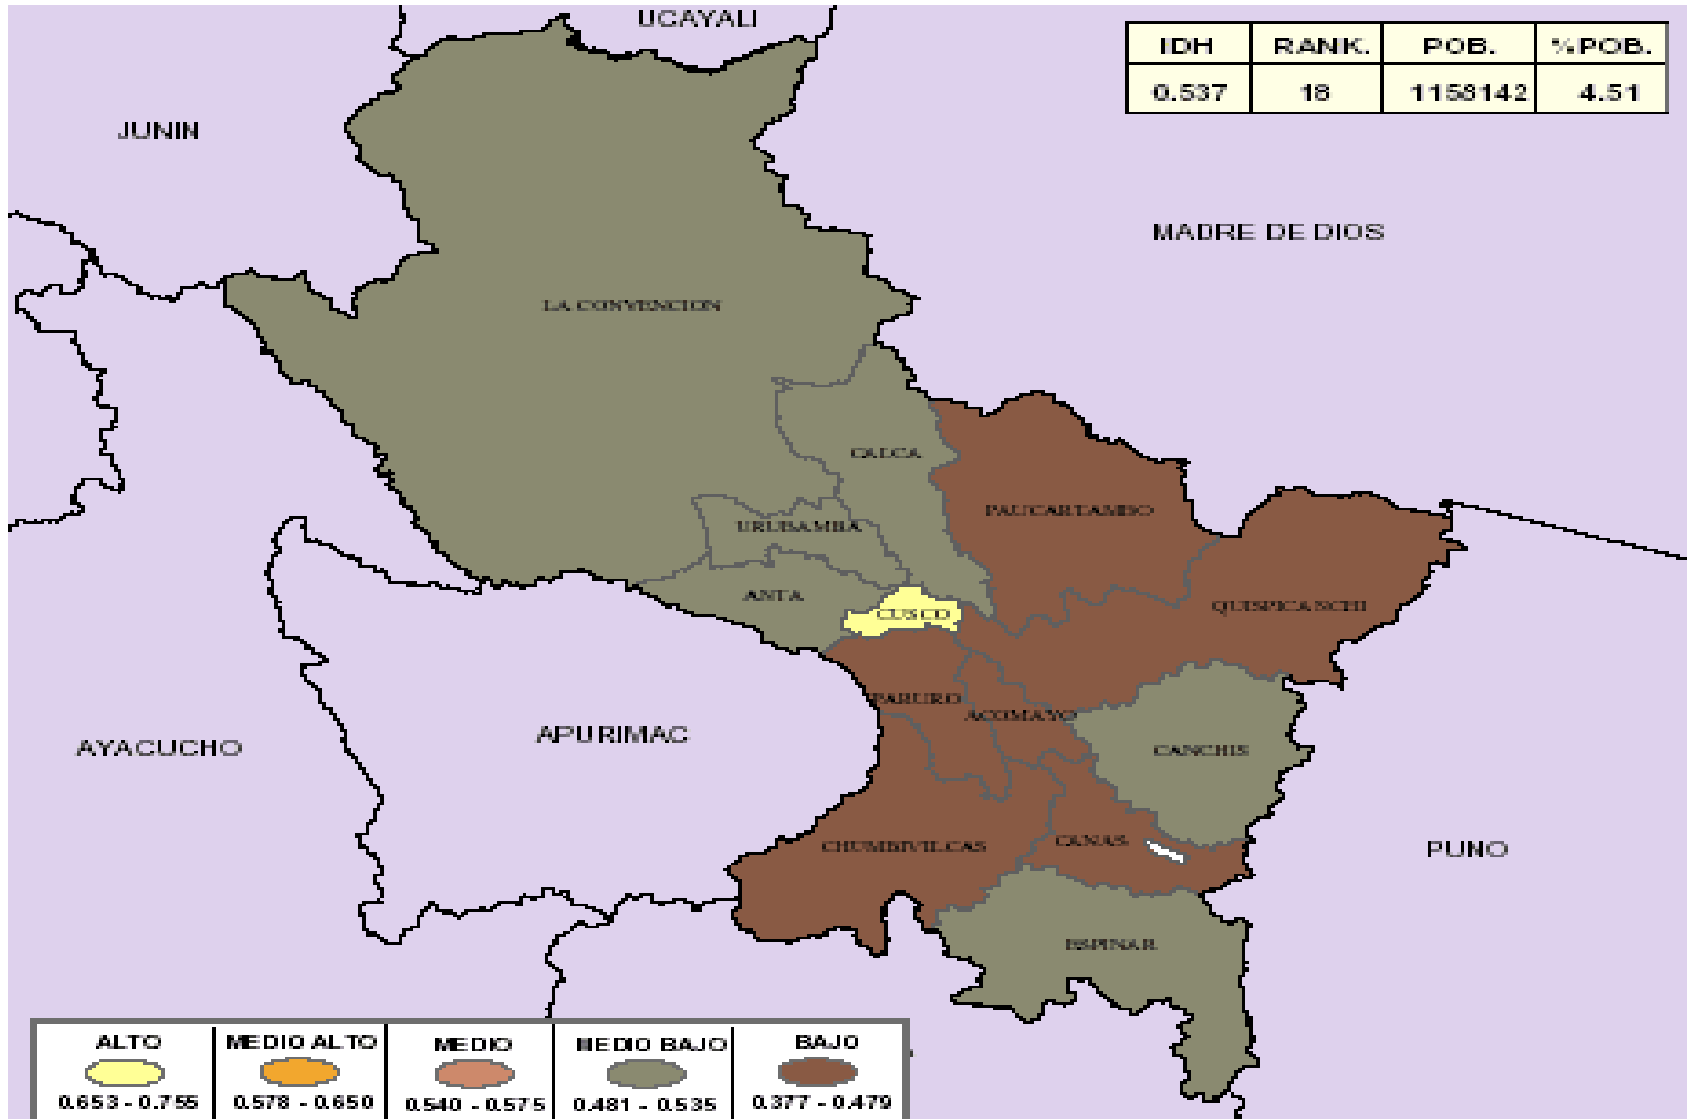 UCAYALI
IDH RANK. POB. %POB.
0.537 18 1158142 4.51
JUNIN
MADRE DE DIOS
LA CONVENCION
CALCA
PAUCARTAMBO
URUBAMBA
ANTA
QUISPICANCHI
CUSCO
PARURO
ACOMAYO
APURIMAC
AYACUCHO
CANCHIS
CHUMBIVILCAS
CANAS
PUNO
ESPINAR
ALTO MEDIO ALTO MEDIO MEDIO BAJO BAJO
0.653 - 0.755 0.578 - 0.650 0.540 - 0.575 0.481 - 0.535 0.377 - 0.479